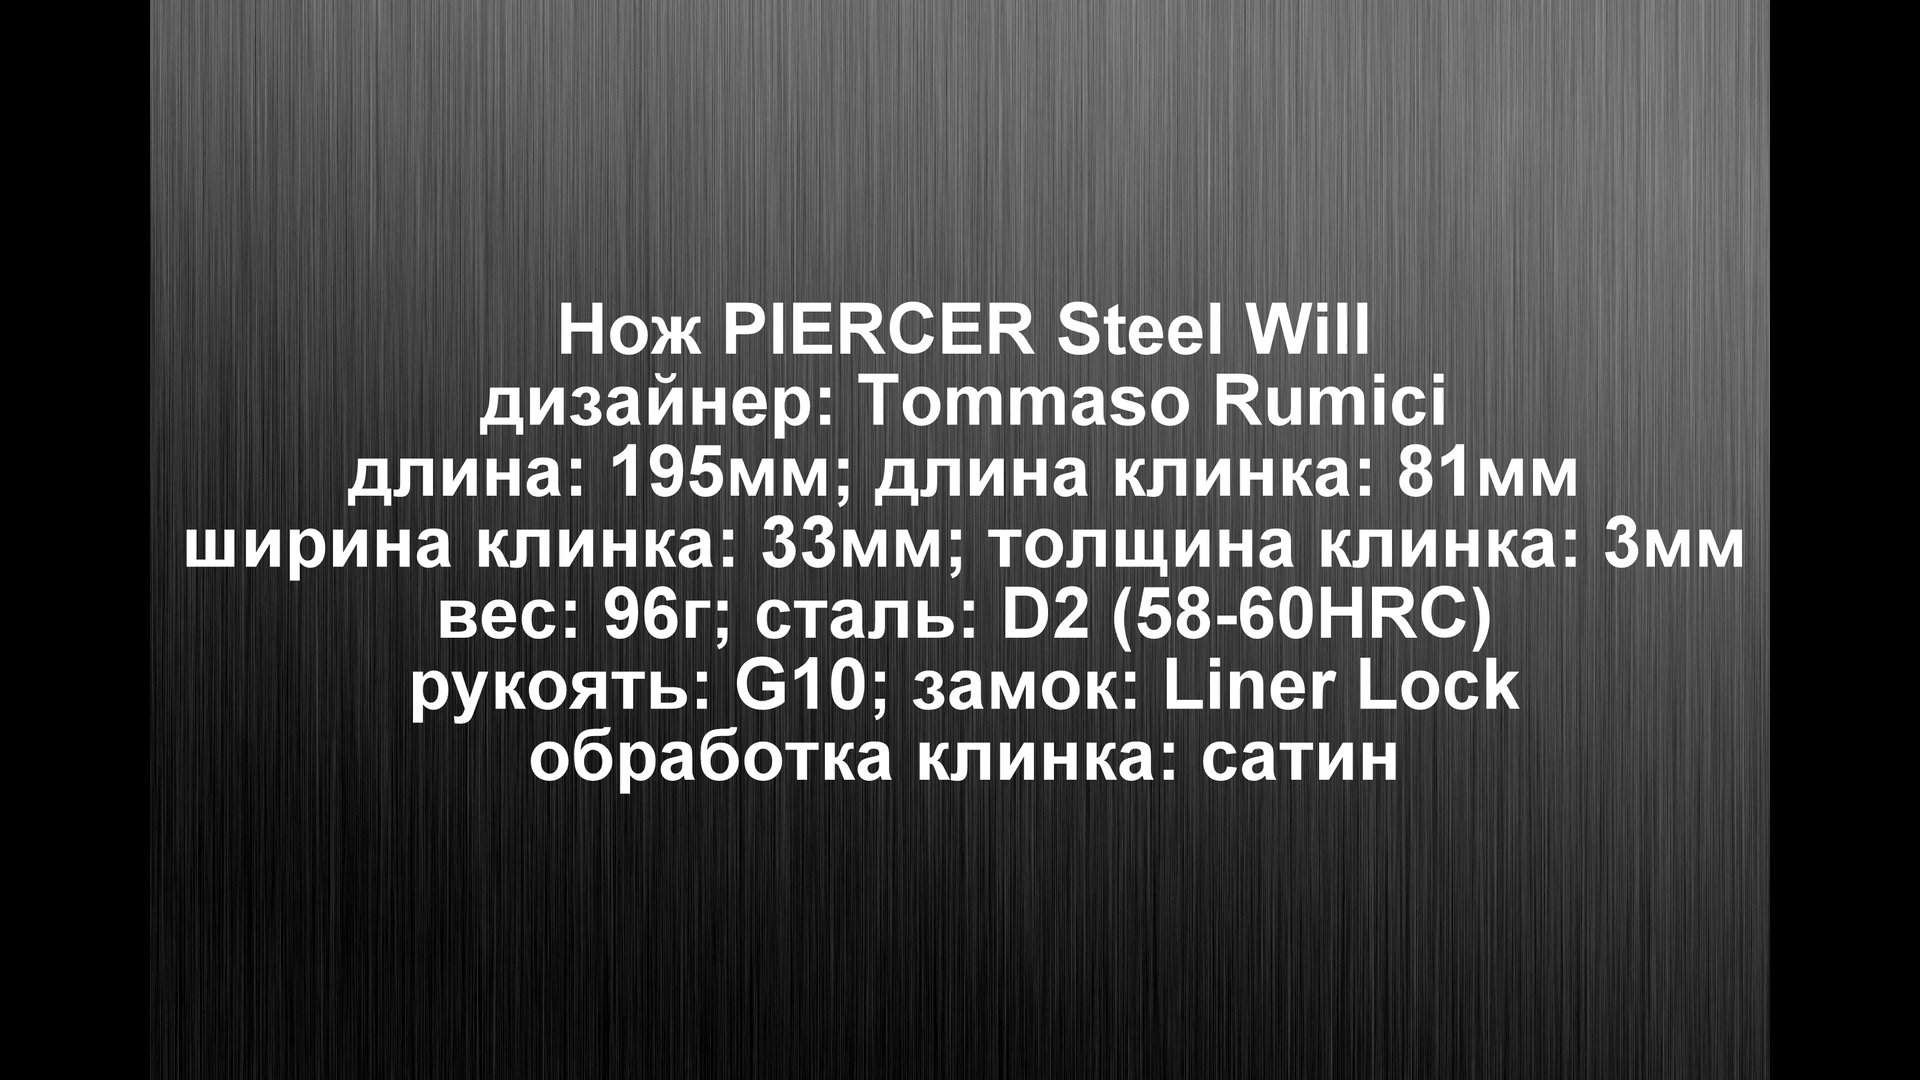 Нож PIERCER Steel Will
дизайнер: Tommaso Rumici
длина: 195мм; длина клинка: 81мм
ширина клинка: 33мм; толщина клинка: 3мм
вес: 96г; сталь: D2 (58-60HRC)
рукоять: G10; замок: Liner Lock
обработка клинка: сатин